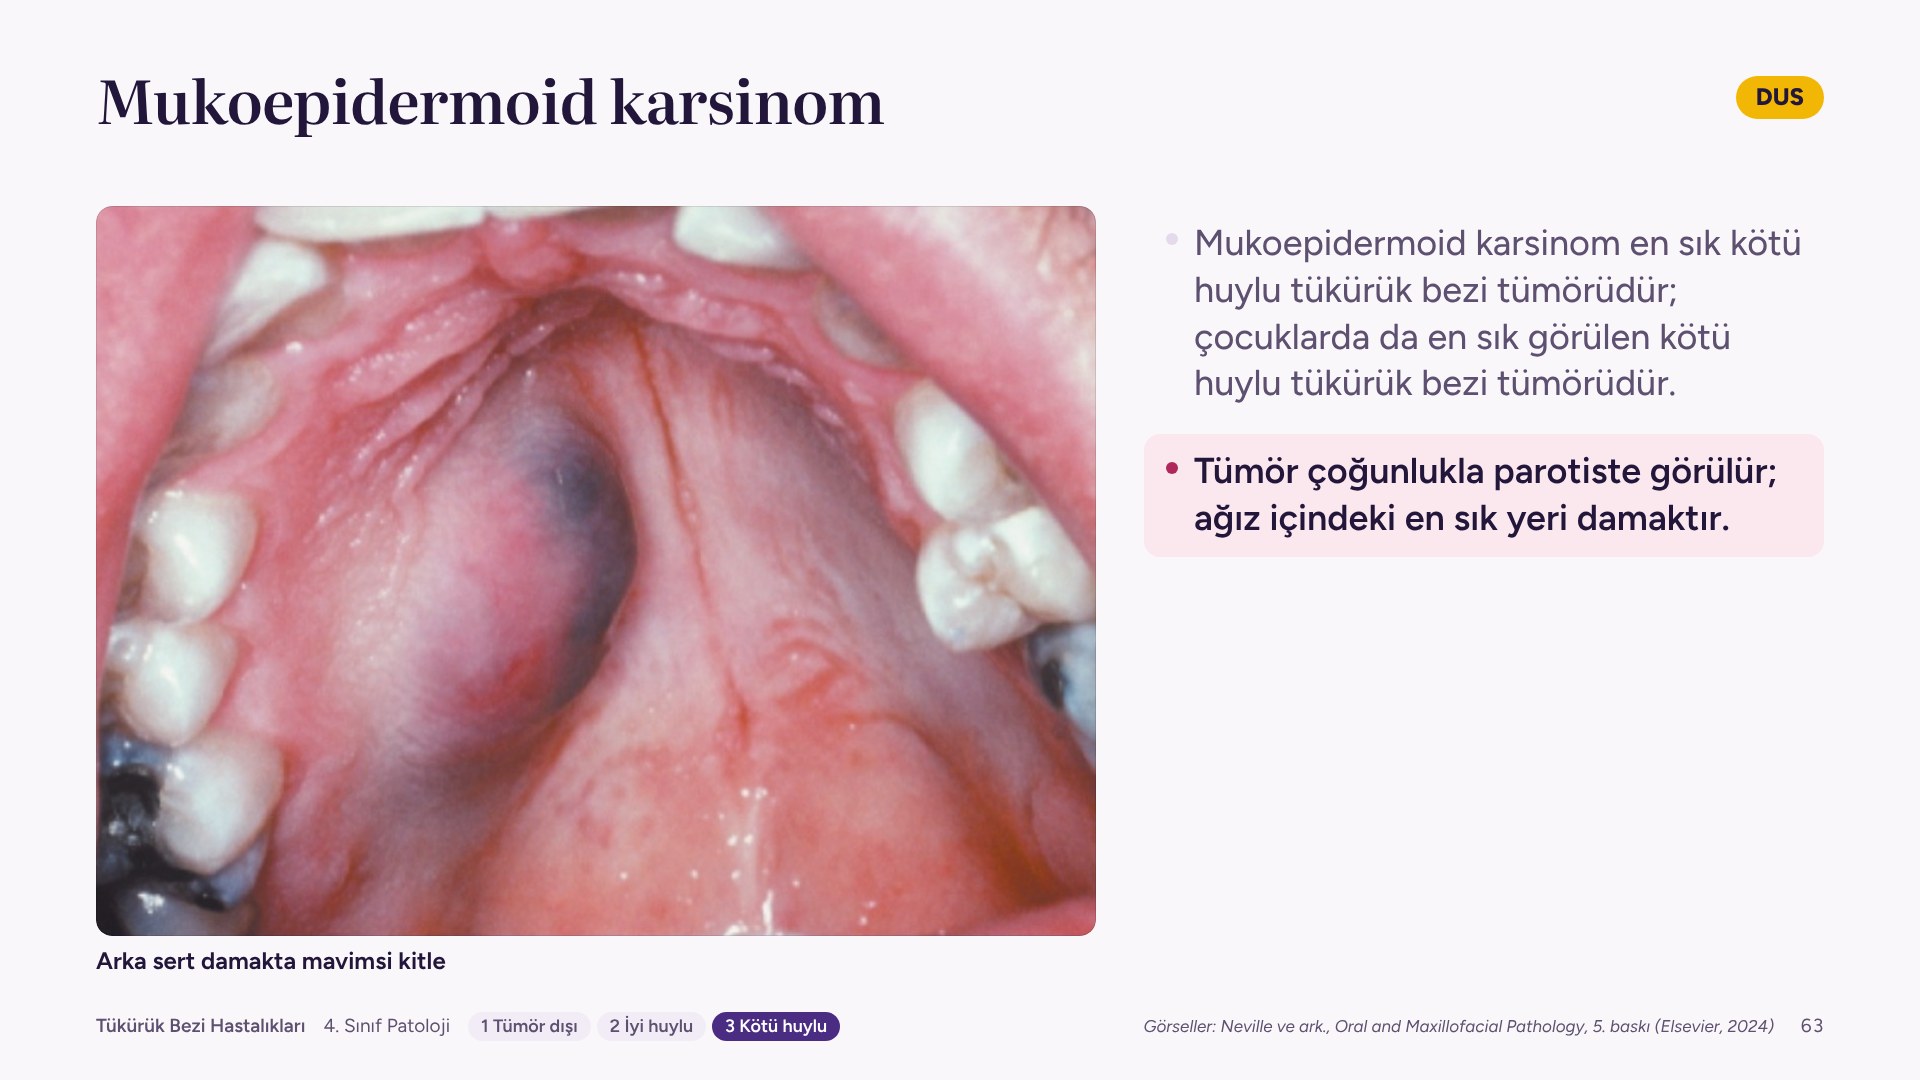 Mukoepidermoid karsinom
DUS
Mukoepidermoid karsinom en sık kötü
huylu tükürük bezi tümörüdür;
çocuklarda da en sık görülen kötü
huylu tükürük bezi tümörüdür.
Tümör çoğunlukla parotiste görülür;
ağız içindeki en sık yeri damaktır.
Arka sert damakta mavimsi kitle
Tükürük Bezi Hastalıkları 4. Sınıf Patoloji 1 Tümör dışı 2 İyi huylu 3 Kötü huylu
Görseller: Neville ve ark., Oral and Maxillofacial Pathology, 5. baskı (Elsevier, 2024) 63